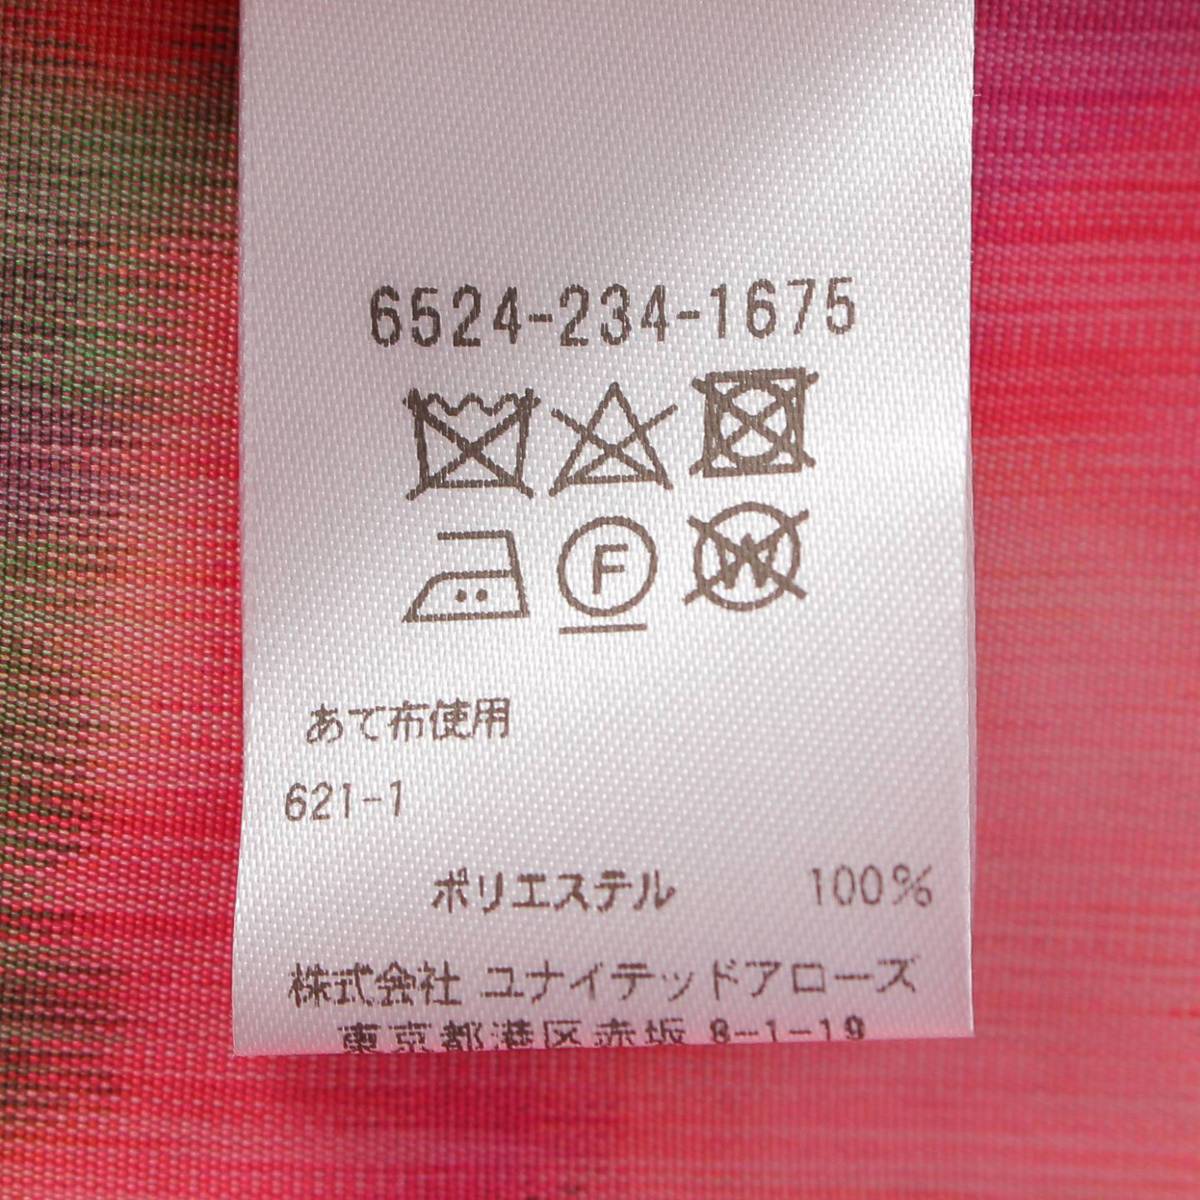 6524-234-1675
F W
あて布使用
621-1
ポリエステル 100%
株式会社 ユナイテッドアローズ
東京都港区赤坂 8-1-19